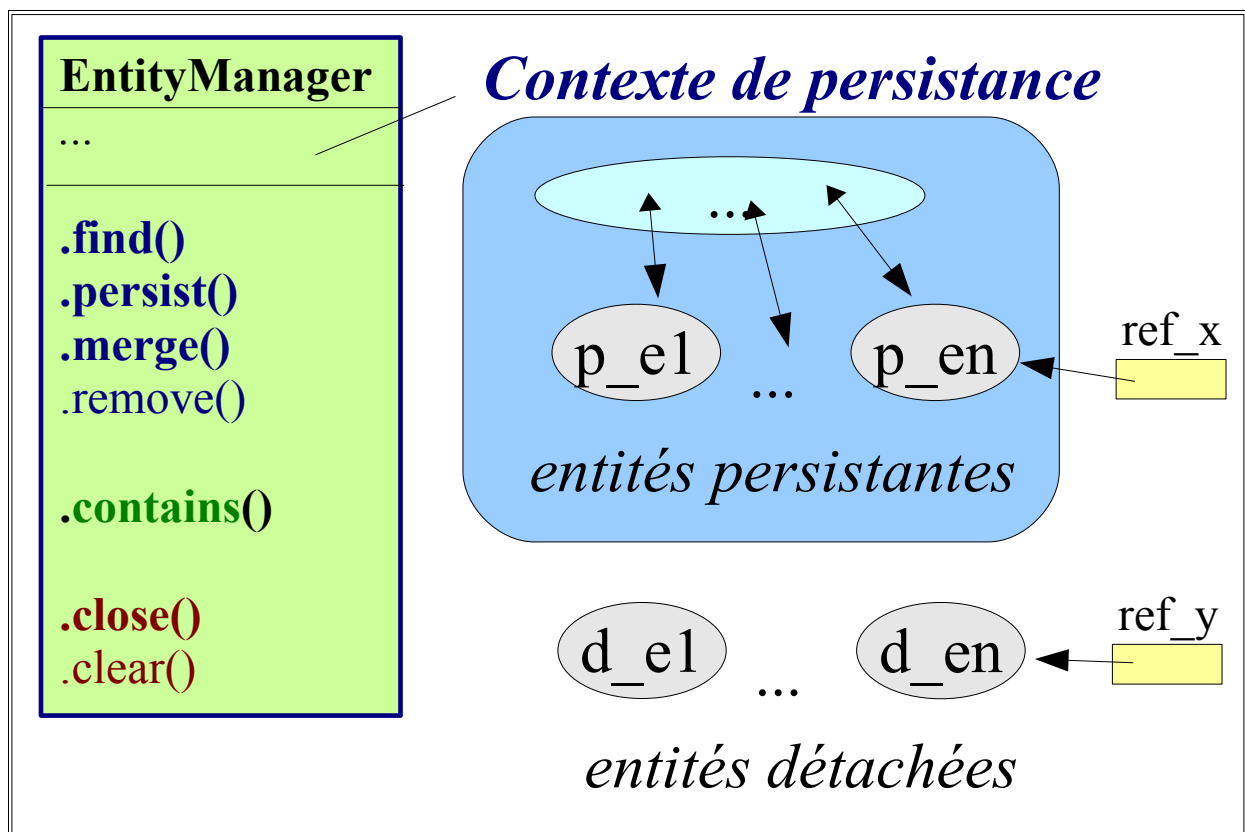 EntityManager
...
.find()
.persist()
.merge()
.remove()
.contains()
.close()
.clear()
Contexte de persistance
...
p_e1
...
p_en
ref_x
entités persistantes
d_e1
...
d_en
ref_y
entités détachées